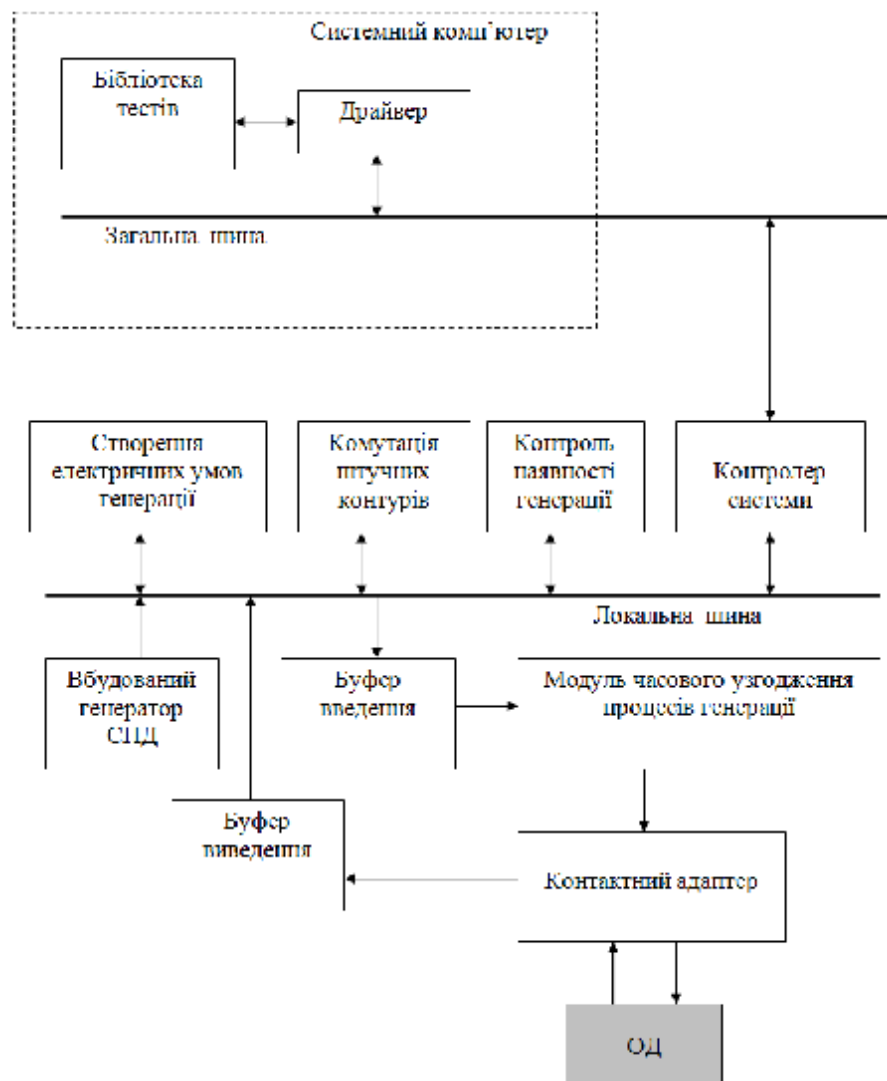 Системний комп'ютер
Бібліотека
тестів
Драйвер
Загальна шина
Створення
електричних умов
генерації
Комутація
штучних
контурів
Контроль
наявності
генерації
Контролер
системи
Локальна шина
Вбудований
генератор
СПД
Буфер
введення
Модуль часового узгодження
процесів генерації
Буфер
виведення
Контактний адаптер
ОД